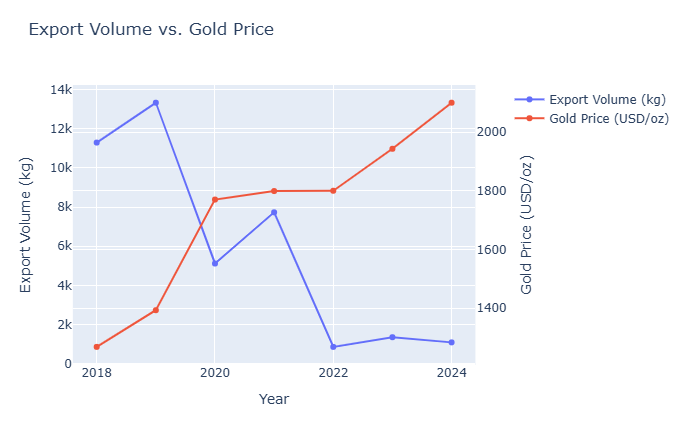 Export Volume vs. Gold Price
Export Volume (kg)
Gold Price (USD/oz)
14k
12k
10k
8k
6k
4k
2k
0
2000
1800
1600
1400
2018
2020
2022
2024
Export Volume (kg)
Gold Price (USD/oz)
Year